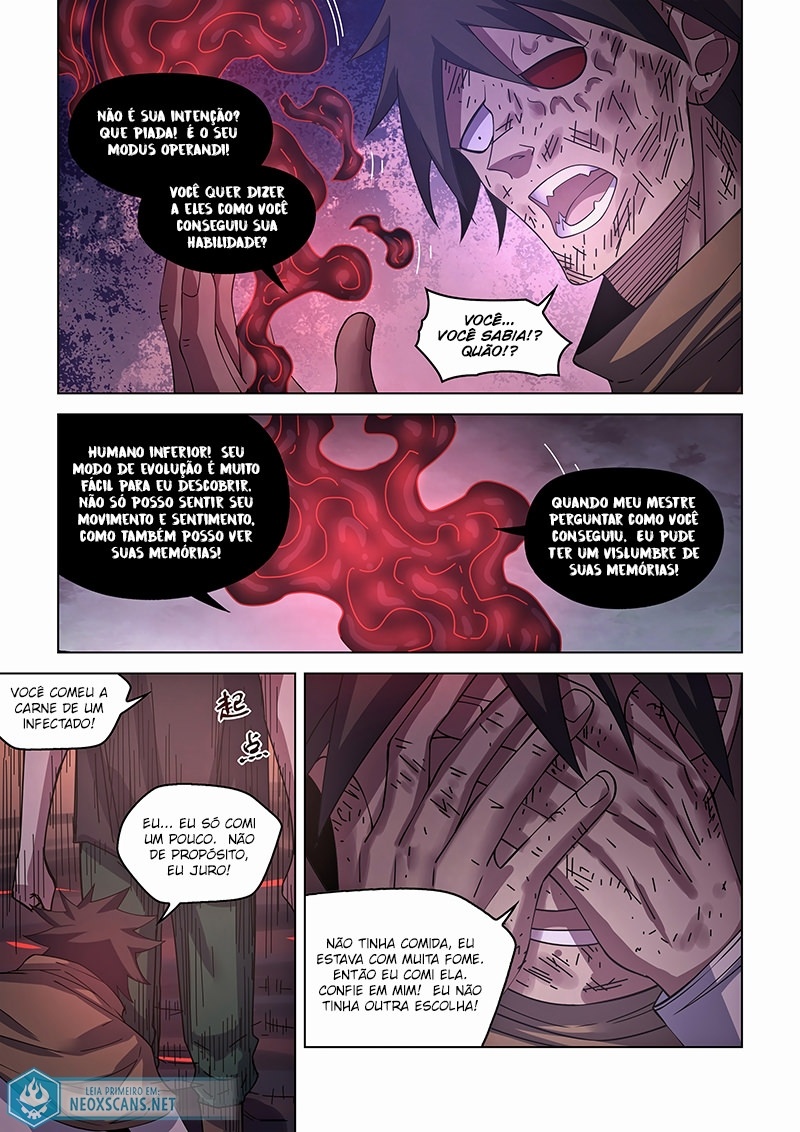 NÃO É SUA INTENÇÃO?
QUE PIADA! É O SEU
MODUS OPERANDI!
VOCÊ QUER DIZER
A ELES COMO VOCÊ
CONSEGUIU SUA
HABILIDADE?
VOCÊ...
VOCÊ SABIA!?
QUÃO!?
HUMANO INFERIOR! SEU
MODO DE EVOLUÇÃO É MUITO
FÁCIL PARA EU DESCOBRIR.
NÃO SÓ POSSO SENTIR SEU
MOVIMENTO E SENTIMENTO,
COMO TAMBÉM POSSO VER
SUAS MEMÓRIAS!
QUANDO MEU MESTRE
PERGUNTAR COMO VOCÊ
CONSEGUIU. EU PUDE
TER UM VISLUMBRE DE
SUAS MEMÓRIAS!
VOCÊ COMEU A
CARNE DE UM
INFECTADO!
起
点
EU... EU SÓ COMI
UM POUCO. NÃO
DE PROPÓSITO,
EU JURO!
NÃO TINHA COMIDA, EU
ESTAVA COM MUITA FOME.
ENTÃO EU COMI ELA.
CONFIE EM MIM! EU NÃO
TINHA OUTRA ESCOLHA!
LEIA PRIMEIRO EM:
NEOXSCANS.NET